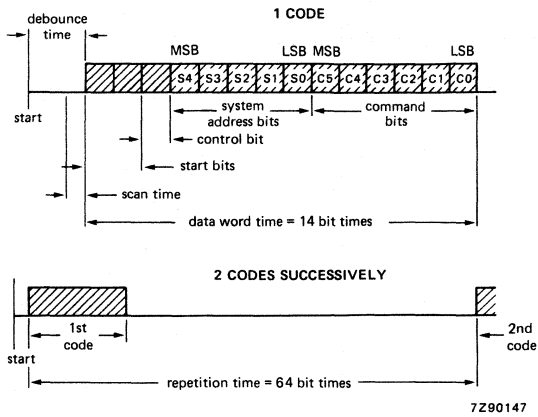 1 CODE
debounce
time
MSB
LSB
MSB
LSB
S4 S3 S2 S1 S0 C5 C4 C3 C2 C1 C0
start
system
address bits
command
bits
control bit
start bits
scan time
data word time = 14 bit times
2 CODES SUCCESSIVELY
1st
code
2nd
code
start
repetition time = 64 bit times
7Z90147